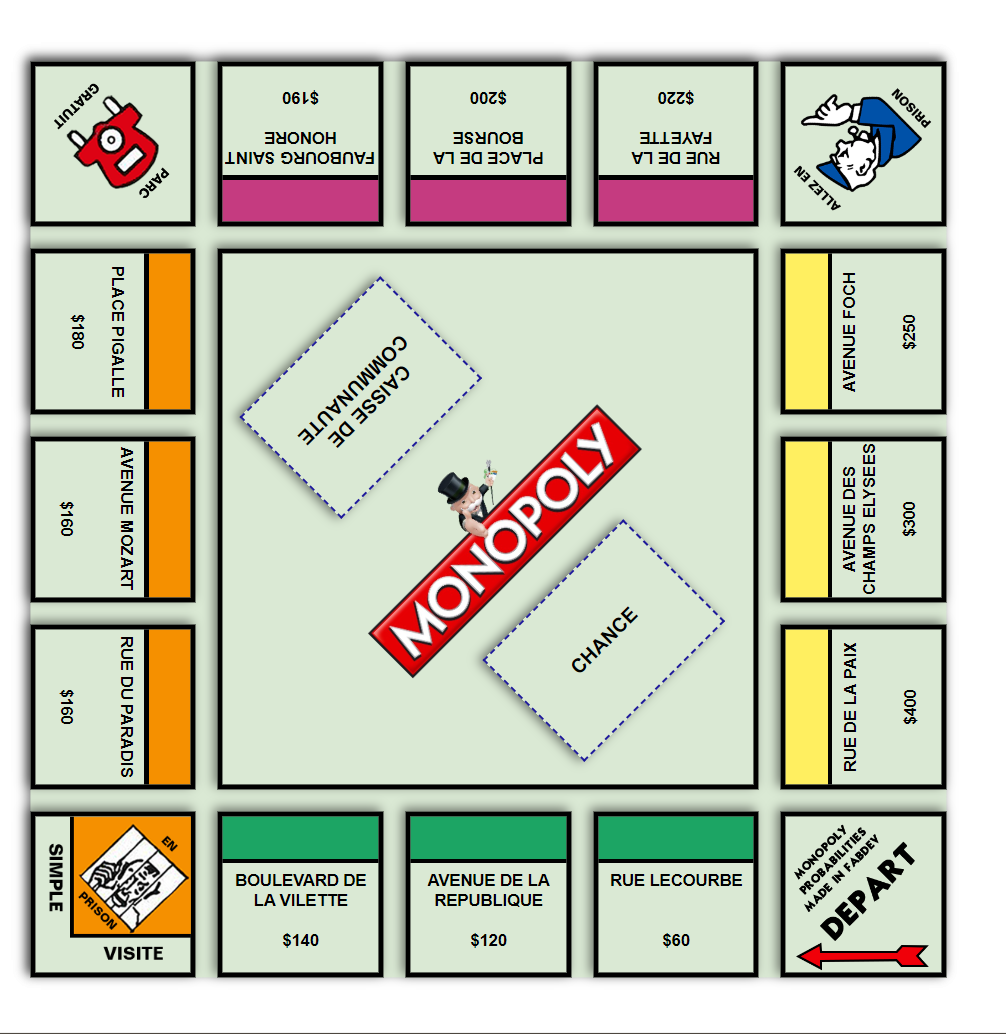 GRATUIT
PARC
$190
FAUBOURG SAINT
HONORE
$200
PLACE DE LA
BOURSE
$220
RUE DE LA
FAYETTE
ALLEZ EN
PRISON
PLACE PIGALLE
$180
AVENUE FOCH
$250
CAISSE DE
COMMUNAUTE
AVENUE MOZART
$160
MONOPOLY
AVENUE DES
CHAMPS ELYSEES
$300
RUE DU PARADIS
$160
CHANCE
RUE DE LA PAIX
$400
SIMPLE
EN
PRISON
VISITE
BOULEVARD DE
LA VILETTE
$140
AVENUE DE LA
REPUBLIQUE
$120
RUE LECOURBE
$60
MONOPOLY
PROBABILITIES
MADE IN FABDEV
DEPART